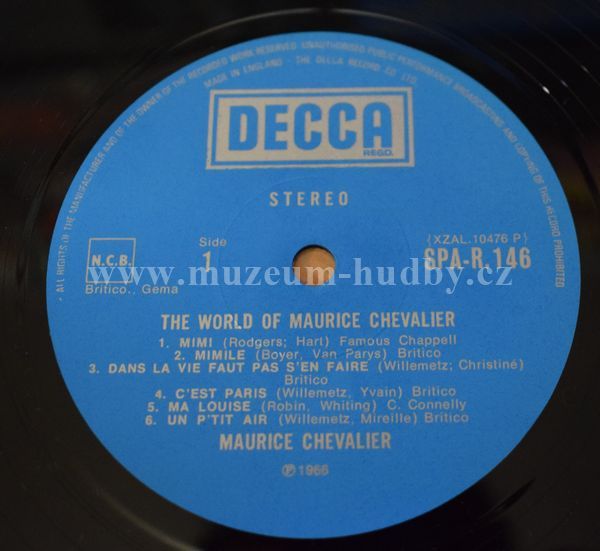 · ALL RIGHTS OF THE MANUFACTURER AND OF THE OWNER OF THE RECORDED WORK RESERVED. UNAUTHORISED PUBLIC PERFORMANCE BROADCASTING AND COPYING OF THIS RECORD PROHIBITED
MADE IN ENGLAND · THE DECCA RECORD CO LTD.
DECCA
REGD.
STEREO
N.C.B.
Side
1
(XZAL.10476 P)
SPA-R.146
Britico., Gema
www.muzeum-hudby.cz
THE WORLD OF MAURICE CHEVALIER
1. MIMI (Rodgers; Hart) Famous Chappell
2. MIMILE (Boyer, Van Parys) Britico
3. DANS LA VIE FAUT PAS S'EN FAIRE (Willemetz; Christiné)
Britico
4. C'EST PARIS (Willemetz, Yvain) Britico
5. MA LOUISE (Robin, Whiting) C. Connelly
6. UN P'TIT AIR (Willemetz, Mireille) Britico
MAURICE CHEVALIER
℗ 1966